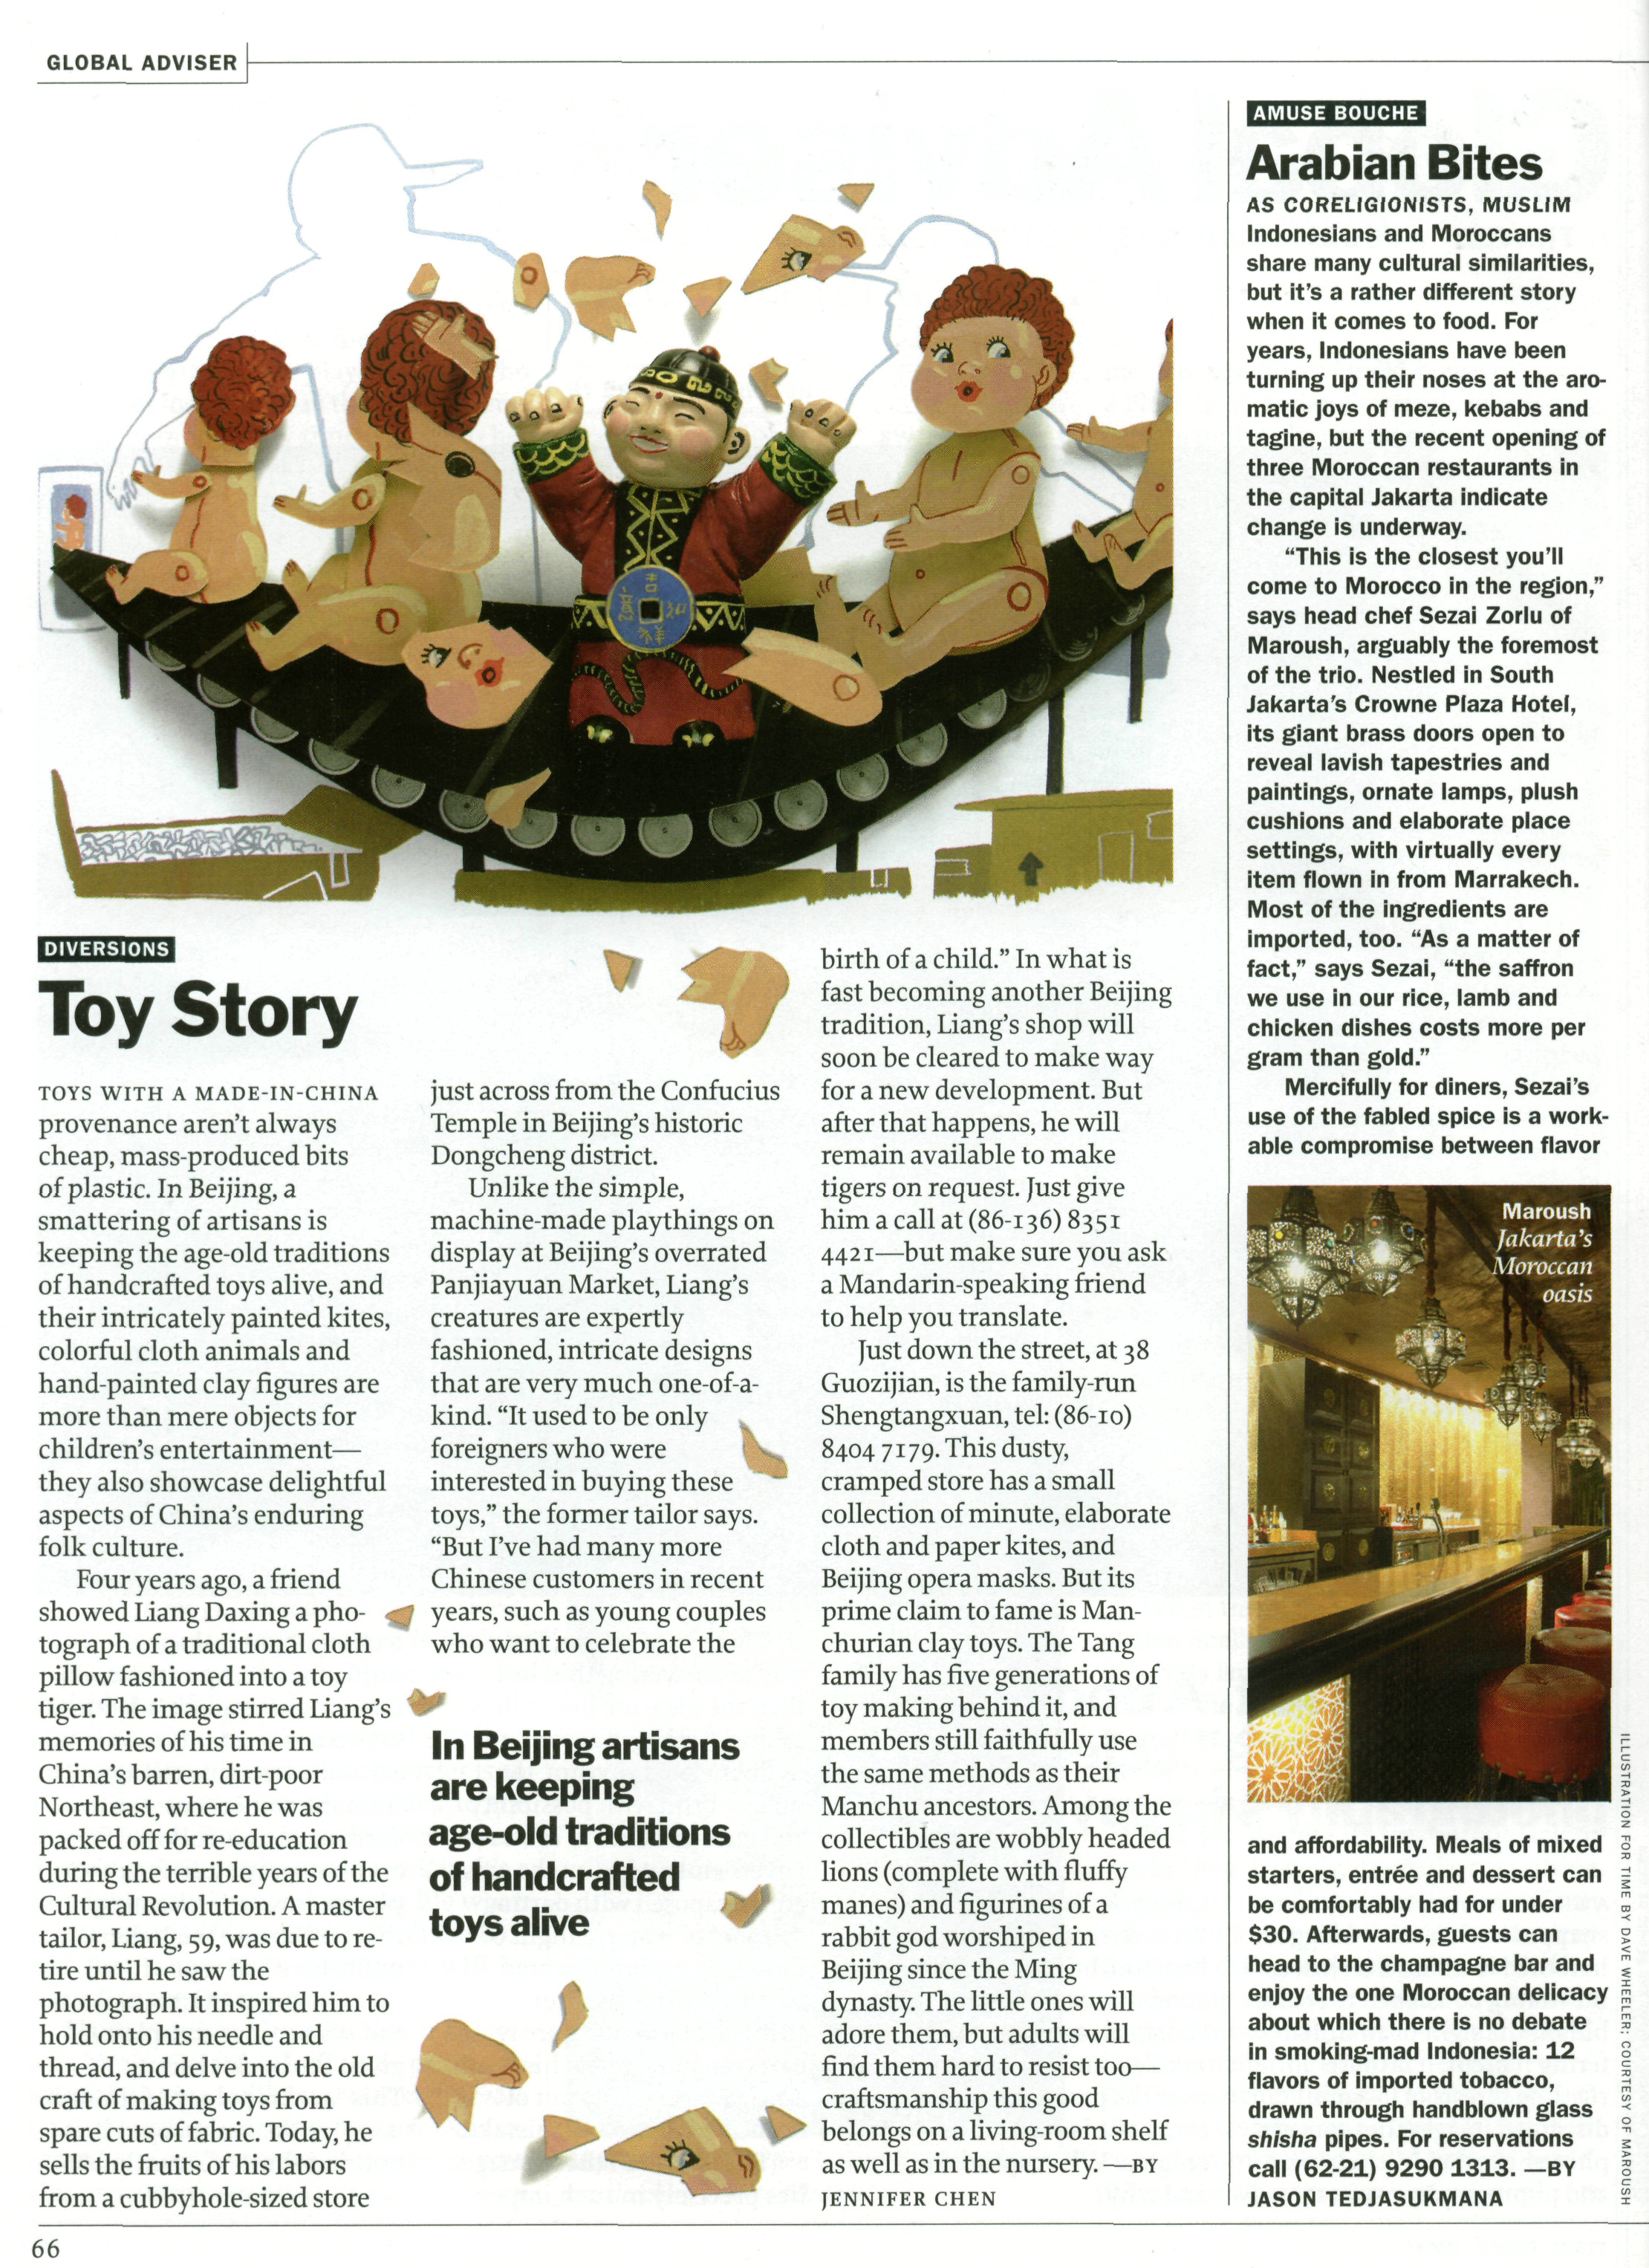 GLOBAL ADVISER
DIVERSIONS
Toy Story
TOYS WITH A MADE-IN-CHINA
provenance aren't always
cheap, mass-produced bits
of plastic. In Beijing, a
smattering of artisans is
keeping the age-old traditions
of handcrafted toys alive, and
their intricately painted kites,
colorful cloth animals and
hand-painted clay figures are
more than mere objects for
children's entertainment—
they also showcase delightful
aspects of China's enduring
folk culture.
Four years ago, a friend
showed Liang Daxing a pho-
tograph of a traditional cloth
pillow fashioned into a toy
tiger. The image stirred Liang's
memories of his time in
China's barren, dirt-poor
Northeast, where he was
packed off for re-education
during the terrible years of the
Cultural Revolution. A master
tailor, Liang, 59, was due to re-
tire until he saw the
photograph. It inspired him to
hold onto his needle and
thread, and delve into the old
craft of making toys from
spare cuts of fabric. Today, he
sells the fruits of his labors
from a cubbyhole-sized store
just across from the Confucius
Temple in Beijing's historic
Dongcheng district.
Unlike the simple,
machine-made playthings on
display at Beijing's overrated
Panjiayuan Market, Liang's
creatures are expertly
fashioned, intricate designs
that are very much one-of-a-
kind. “It used to be only
foreigners who were
interested in buying these
toys,” the former tailor says.
“But I've had many more
Chinese customers in recent
years, such as young couples
who want to celebrate the
In Beijing artisans
are keeping
age-old traditions
of handcrafted
toys alive
birth of a child.” In what is
fast becoming another Beijing
tradition, Liang's shop will
soon be cleared to make way
for a new development. But
after that happens, he will
remain available to make
tigers on request. Just give
him a call at (86-136) 8351
4421—but make sure you ask
a Mandarin-speaking friend
to help you translate.
Just down the street, at 38
Guozijian, is the family-run
Shengtangxuan, tel: (86-10)
8404 7179. This dusty,
cramped store has a small
collection of minute, elaborate
cloth and paper kites, and
Beijing opera masks. But its
prime claim to fame is Man-
churian clay toys. The Tang
family has five generations of
toy making behind it, and
members still faithfully use
the same methods as their
Manchu ancestors. Among the
collectibles are wobbly headed
lions (complete with fluffy
manes) and figurines of a
rabbit god worshiped in
Beijing since the Ming
dynasty. The little ones will
adore them, but adults will
find them hard to resist too—
craftsmanship this good
belongs on a living-room shelf
as well as in the nursery. —BY
JENNIFER CHEN
AMUSE BOUCHE
Arabian Bites
AS CORELIGIONISTS, MUSLIM
Indonesians and Moroccans
share many cultural similarities,
but it's a rather different story
when it comes to food. For
years, Indonesians have been
turning up their noses at the aro-
matic joys of meze, kebabs and
tagine, but the recent opening of
three Moroccan restaurants in
the capital Jakarta indicate
change is underway.
“This is the closest you'll
come to Morocco in the region,”
says head chef Sezai Zorlu of
Maroush, arguably the foremost
of the trio. Nestled in South
Jakarta's Crowne Plaza Hotel,
its giant brass doors open to
reveal lavish tapestries and
paintings, ornate lamps, plush
cushions and elaborate place
settings, with virtually every
item flown in from Marrakech.
Most of the ingredients are
imported, too. “As a matter of
fact,” says Sezai, “the saffron
we use in our rice, lamb and
chicken dishes costs more per
gram than gold.”
Mercifully for diners, Sezai's
use of the fabled spice is a work-
able compromise between flavor
Maroush
Jakarta's
Moroccan
oasis
and affordability. Meals of mixed
starters, entrée and dessert can
be comfortably had for under
$30. Afterwards, guests can
head to the champagne bar and
enjoy the one Moroccan delicacy
about which there is no debate
in smoking-mad Indonesia: 12
flavors of imported tobacco,
drawn through handblown glass
shisha pipes. For reservations
call (62-21) 9290 1313. —BY
JASON TEDJASUKMANA
ILLUSTRATION FOR TIME BY DAVE WHEELER; COURTESY OF MAROUSH
66